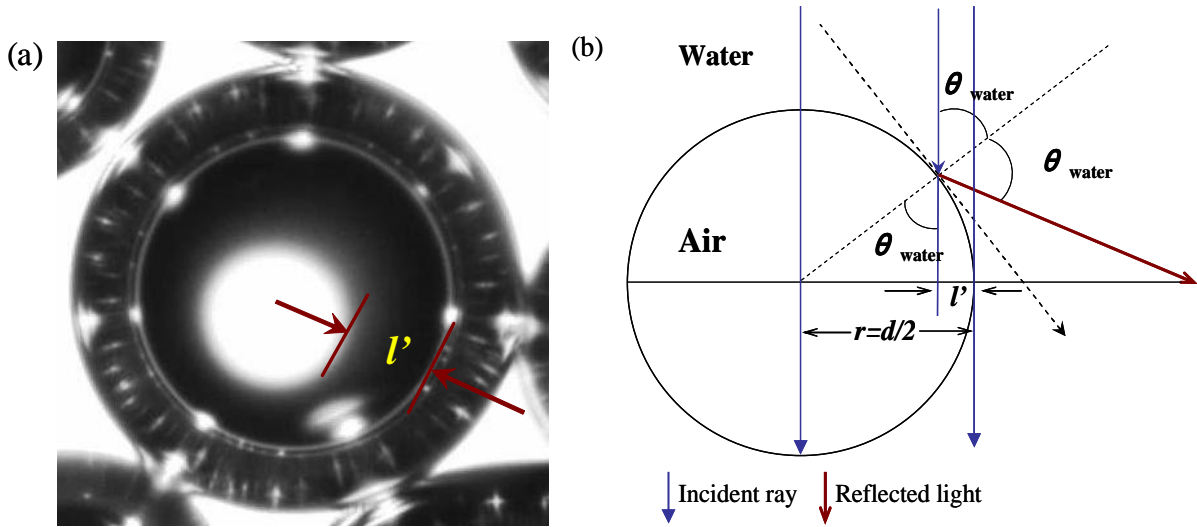 (a)
l’
(b)
Water
θ water
θ water
Air
θ water
l’
r=d/2
Incident ray
Reflected light